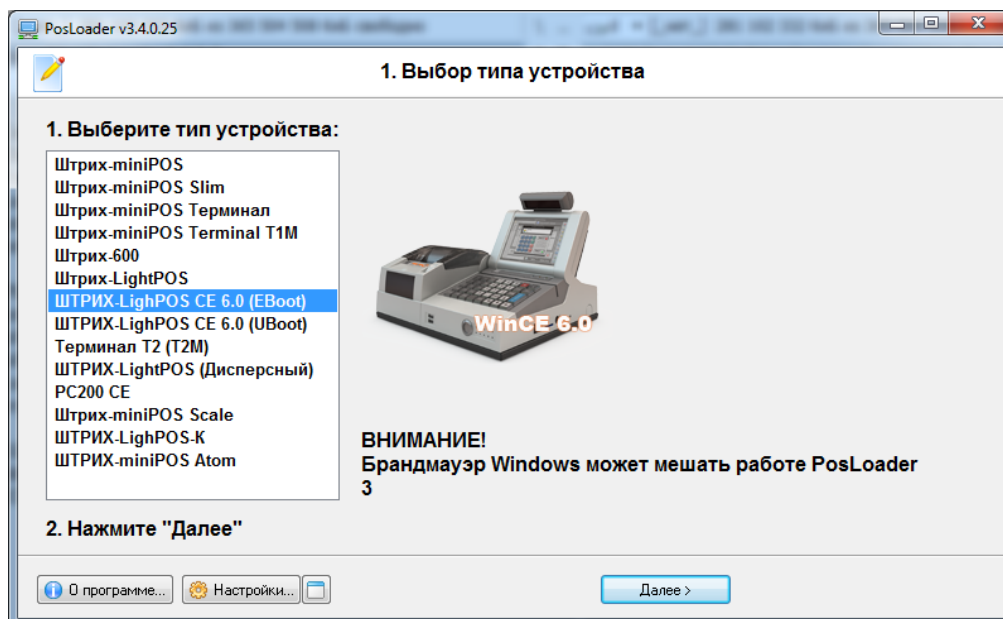 PosLoader v3.4.0.25
1. Выбор типа устройства
1. Выберите тип устройства:
Штрих-miniPOS
Штрих-miniPOS Slim
Штрих-miniPOS Терминал
Штрих-miniPOS Terminal T1M
Штрих-600
Штрих-LightPOS
ШТРИХ-LighPOS CE 6.0 (EBoot)
ШТРИХ-LighPOS CE 6.0 (UBoot)
Терминал T2 (T2M)
ШТРИХ-LightPOS (Дисперсный)
PC200 CE
Штрих-miniPOS Scale
ШТРИХ-LighPOS-К
ШТРИХ-miniPOS Atom
WinCE 6.0
ВНИМАНИЕ!
Брандмауэр Windows может мешать работе PosLoader
3
2. Нажмите "Далее"
О программе...
Настройки...
Далее >